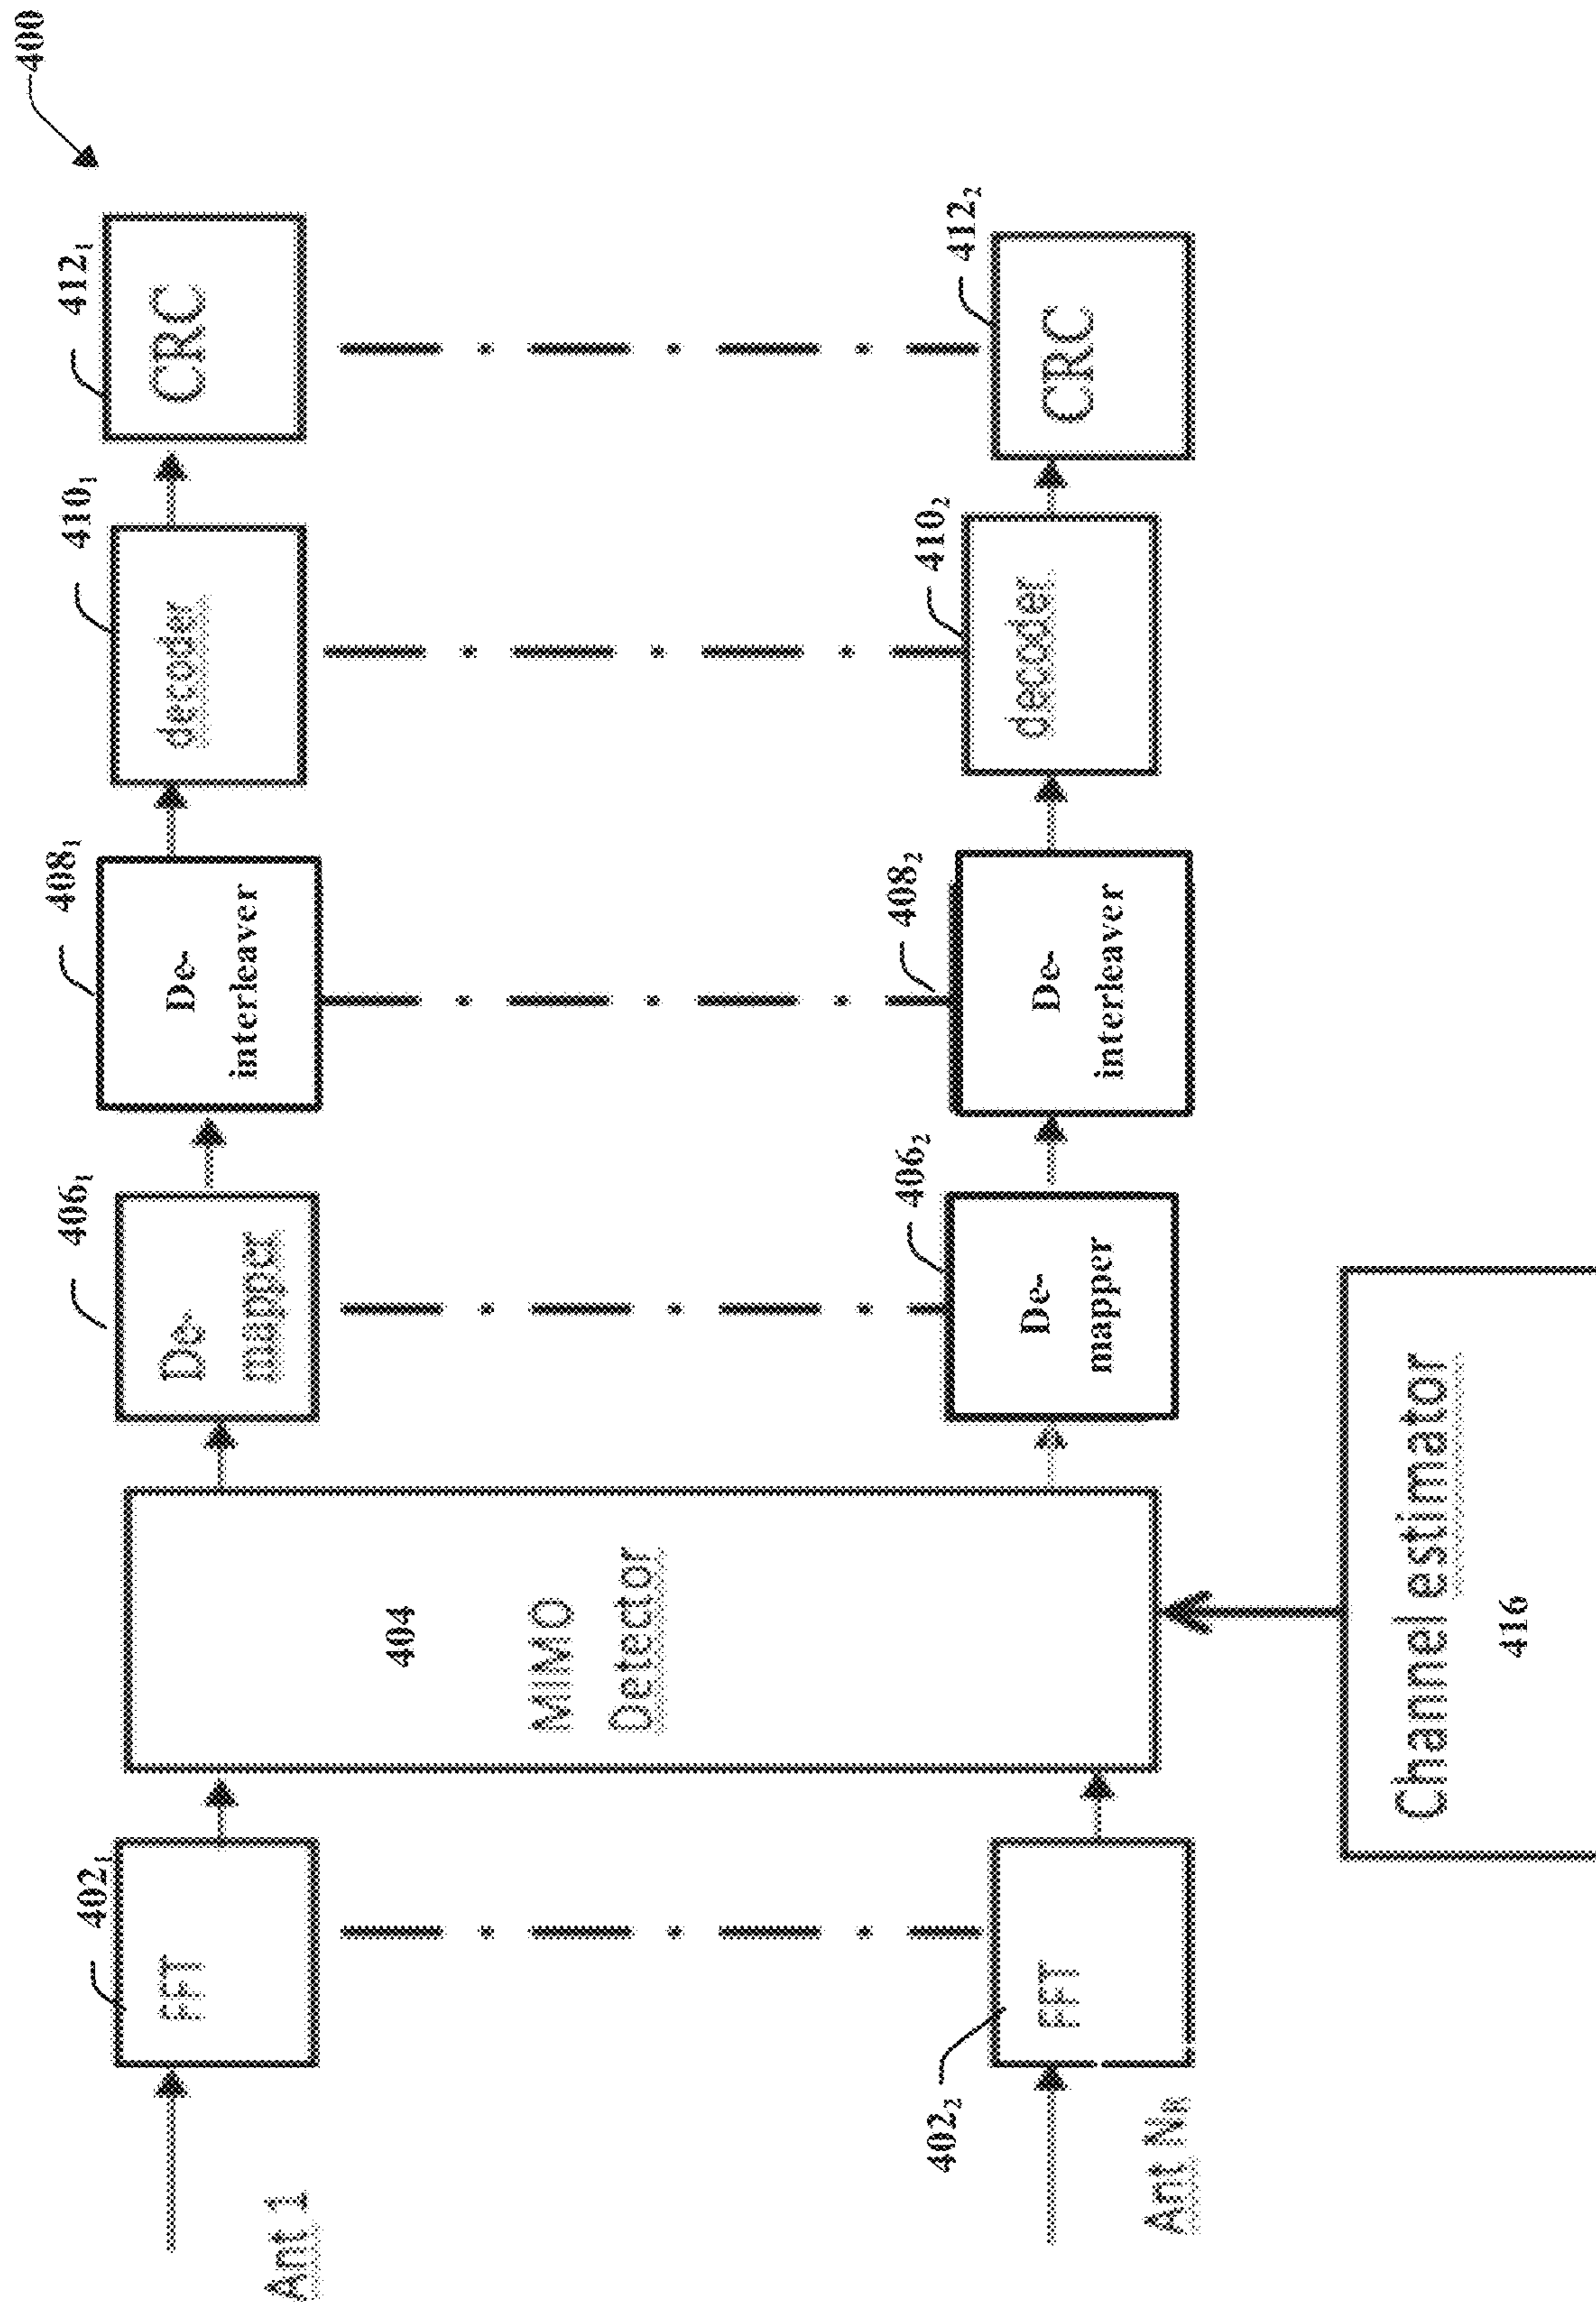 400
402₁
FFT
Ant 1
404
MIMO
Detector
406₁
De-
mapper
408₁
De-
interleaver
410₁
decoder
412₁
CRC
402₂
FFT
Ant N_R
406₂
De-
mapper
408₂
De-
interleaver
410₂
decoder
412₂
CRC
Channel estimator
416